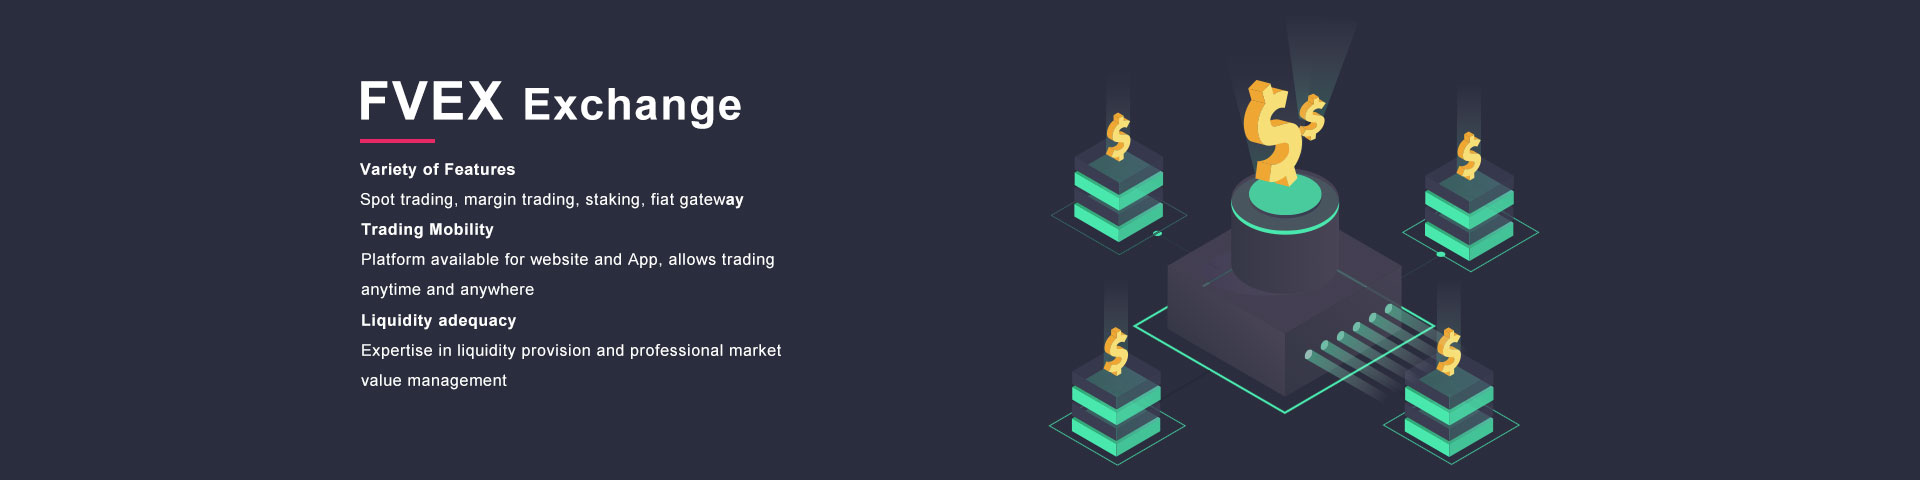 FVEX Exchange
Variety of Features
Spot trading, margin trading, staking, fiat gateway
Trading Mobility
Platform available for website and App, allows trading
anytime and anywhere
Liquidity adequacy
Expertise in liquidity provision and professional market
value management